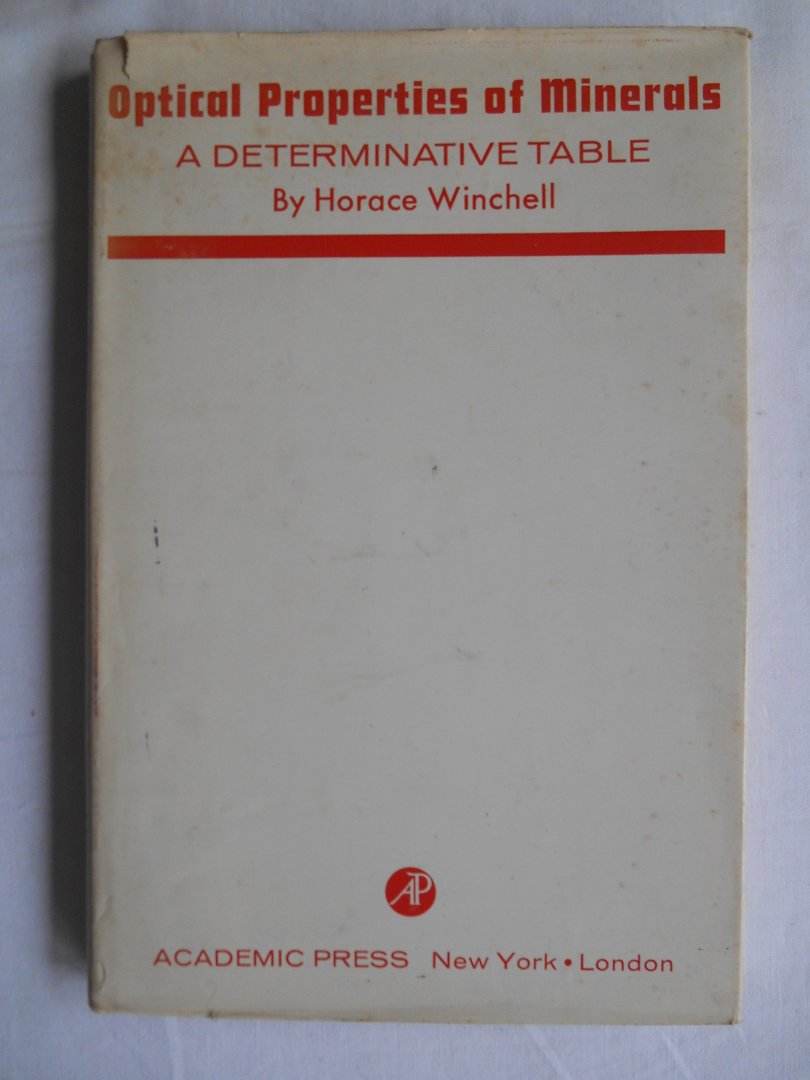 Optical Properties of Minerals
A DETERMINATIVE TABLE
By Horace Winchell
AP
ACADEMIC PRESS New York • London